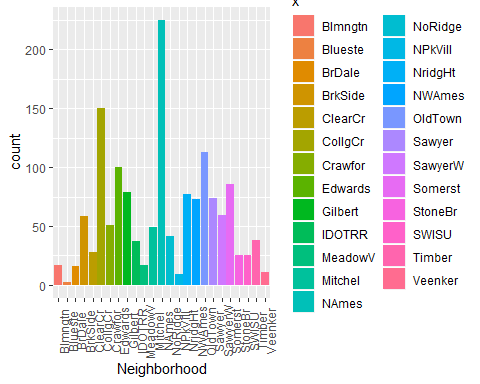 x
200
150
100
50
0
count
Blmngtn
Blueste
BrDale
BrkSide
ClearCr
CollgCr
Crawfor
Edwards
Gilbert
IDOTRR
MeadowV
Mitchel
NAmes
NoRidge
NPkVill
NridgHt
NWAmes
OldTown
Sawyer
SawyerW
Somerst
StoneBr
SWISU
Timber
Veenker
Neighborhood
Blmngtn
Blueste
BrDale
BrkSide
ClearCr
CollgCr
Crawfor
Edwards
Gilbert
IDOTRR
MeadowV
Mitchel
NAmes
NoRidge
NPkVill
NridgHt
NWAmes
OldTown
Sawyer
SawyerW
Somerst
StoneBr
SWISU
Timber
Veenker